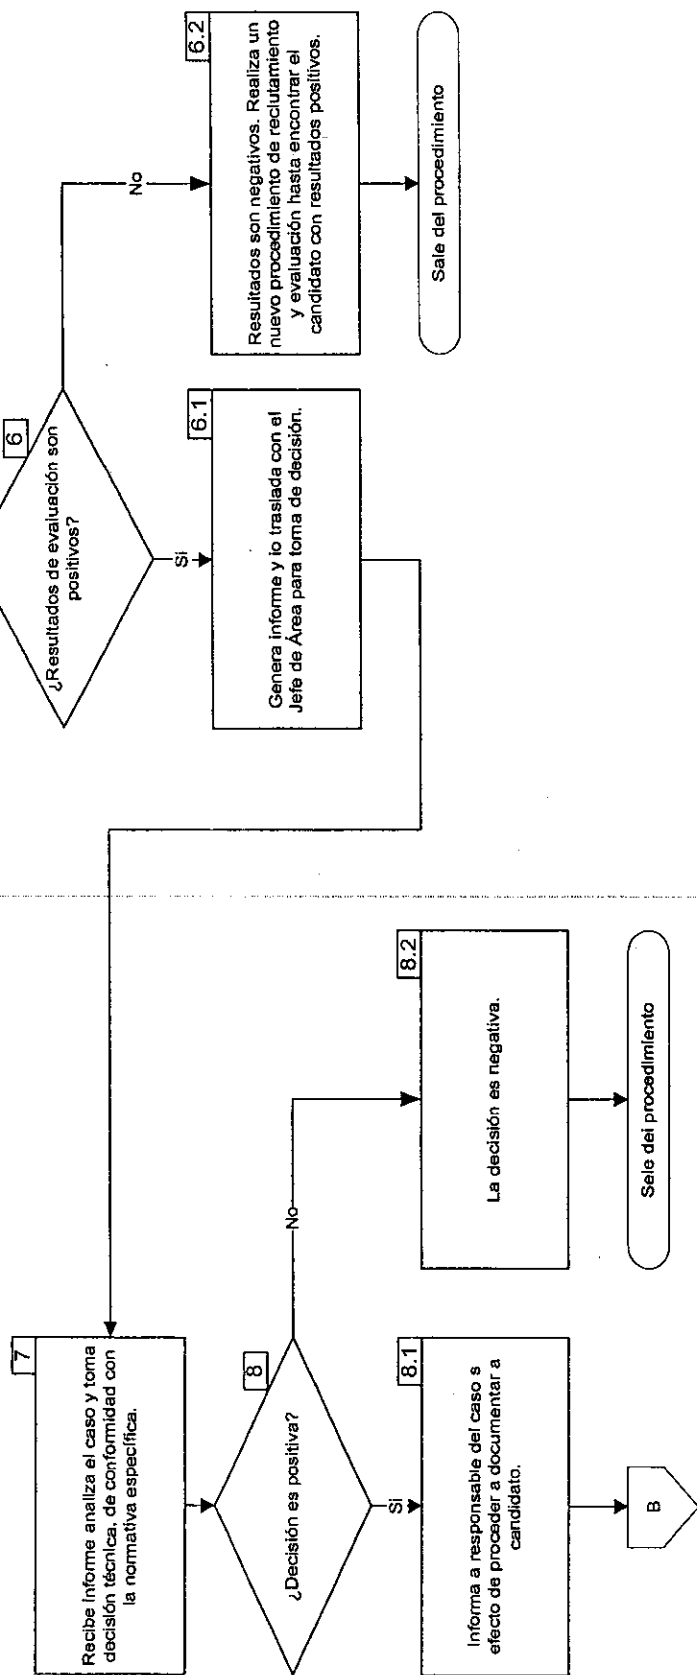 6
¿Resultados de evaluación son
positivos?
No
Si
6.1
Genera informe y lo traslada con el
Jefe de Área para toma de decisión.
6.2
Resultados son negativos. Realiza un
nuevo procedimiento de reclutamiento
y evaluación hasta encontrar el
candidato con resultados positivos.
Sale del procedimiento
7
Recibe Informe analiza el caso y toma
decisión técnica, de conformidad con
la normativa específica.
8
¿Decisión es positiva?
No
Si
8.1
Informa a responsable del caso s
efecto de proceder a documentar a
candidato.
B
8.2
La decisión es negativa.
Sele del procedimiento